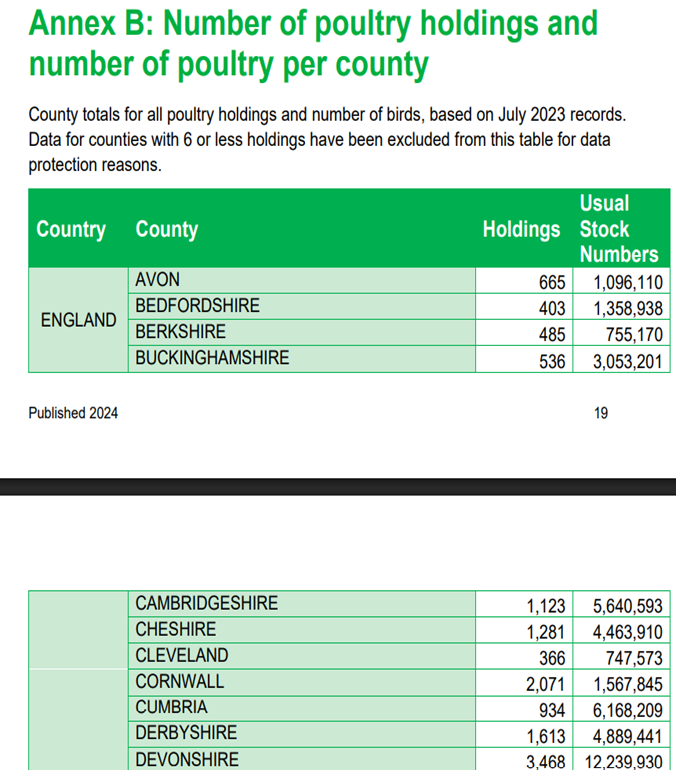 Annex B: Number of poultry holdings and
number of poultry per county
County totals for all poultry holdings and number of birds, based on July 2023 records.
Data for counties with 6 or less holdings have been excluded from this table for data
protection reasons.
Country County Holdings Usual Stock Numbers
ENGLAND
AVON 665 1,096,110
BEDFORDSHIRE 403 1,358,938
BERKSHIRE 485 755,170
BUCKINGHAMSHIRE 536 3,053,201
Published 2024 19
CAMBRIDGESHIRE 1,123 5,640,593
CHESHIRE 1,281 4,463,910
CLEVELAND 366 747,573
CORNWALL 2,071 1,567,845
CUMBRIA 934 6,168,209
DERBYSHIRE 1,613 4,889,441
DEVONSHIRE 3,468 12,239,930